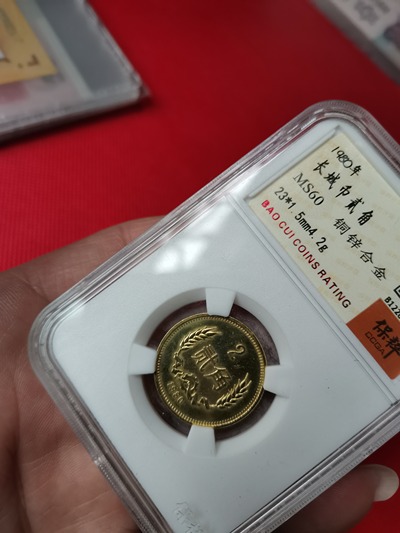 1980年
长城币贰角
MS60 铜锌合金
23*1.5mm4.2g
BAO CUI COINS RATING
保粹
CCGA
2
贰角